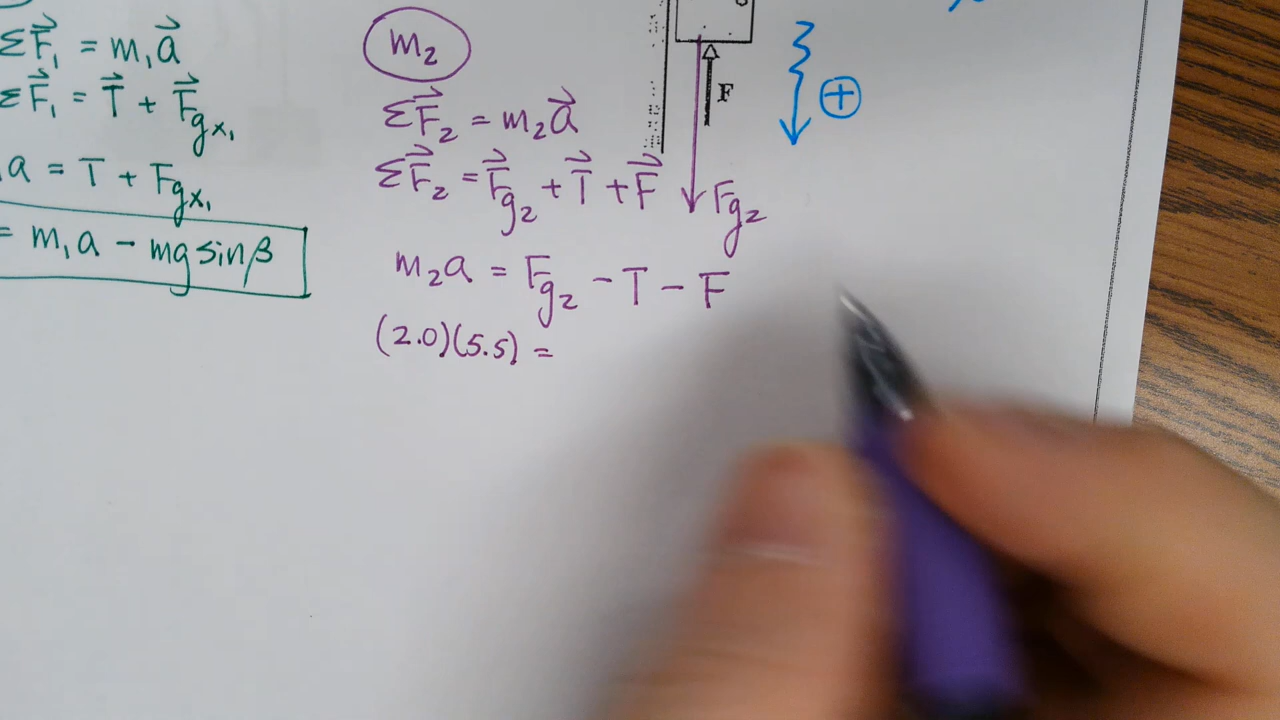 ΣF⃗₁ = m₁a⃗
ΣF⃗₁ = T⃗ + F⃗gx₁
a = T + Fgx₁
= m₁a - mg sinβ
m₂
ΣF⃗₂ = m₂a⃗
ΣF⃗₂ = F⃗g₂ + T⃗ + F⃗
m₂a = Fg₂ - T - F
(2.0)(5.5) =
F
Fg₂
+